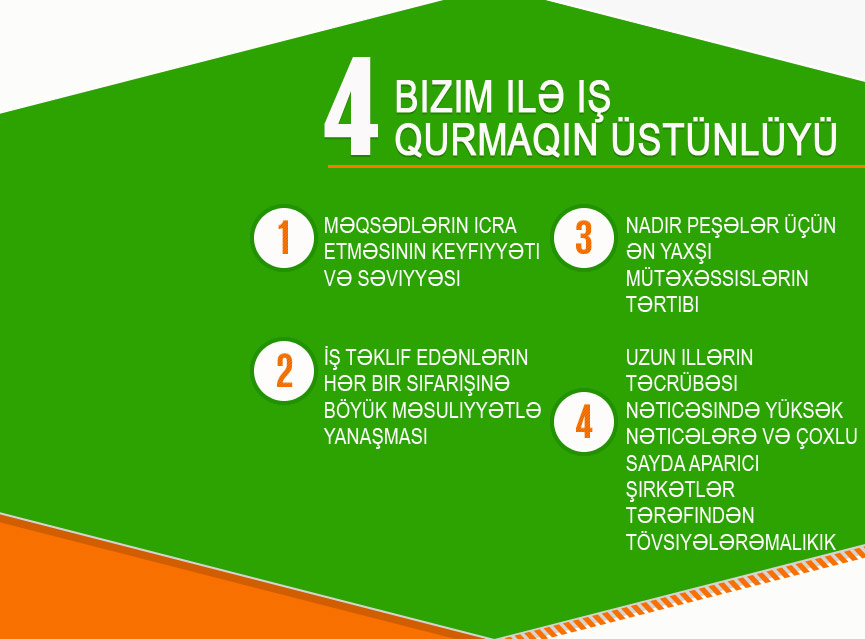 4 BIZIM ILƏ IŞ
QURMAQIN ÜSTÜNLÜYÜ
1
MƏQSƏDLƏRIN ICRA
ETMƏSININ KEYFIYYƏTI
VƏ SƏVIYYƏSI
2
İŞ TƏKLIF EDƏNLƏRIN
HƏR BIR SIFARIŞINƏ
BÖYÜK MƏSULIYYƏTLƏ
YANAŞMASI
3
NADIR PEŞƏLƏR ÜÇÜN
ƏN YAXŞI
MÜTƏXƏSSISLƏRIN
TƏRTIBI
4
UZUN ILLƏRIN
TƏCRÜBƏSI
NƏTICƏSINDƏ YÜKSƏK
NƏTICƏLƏRƏ VƏ ÇOXLU
SAYDA APARICI
ŞIRKƏTLƏR
TƏRƏFINDƏN
TÖVSIYƏLƏRƏMALIKIK